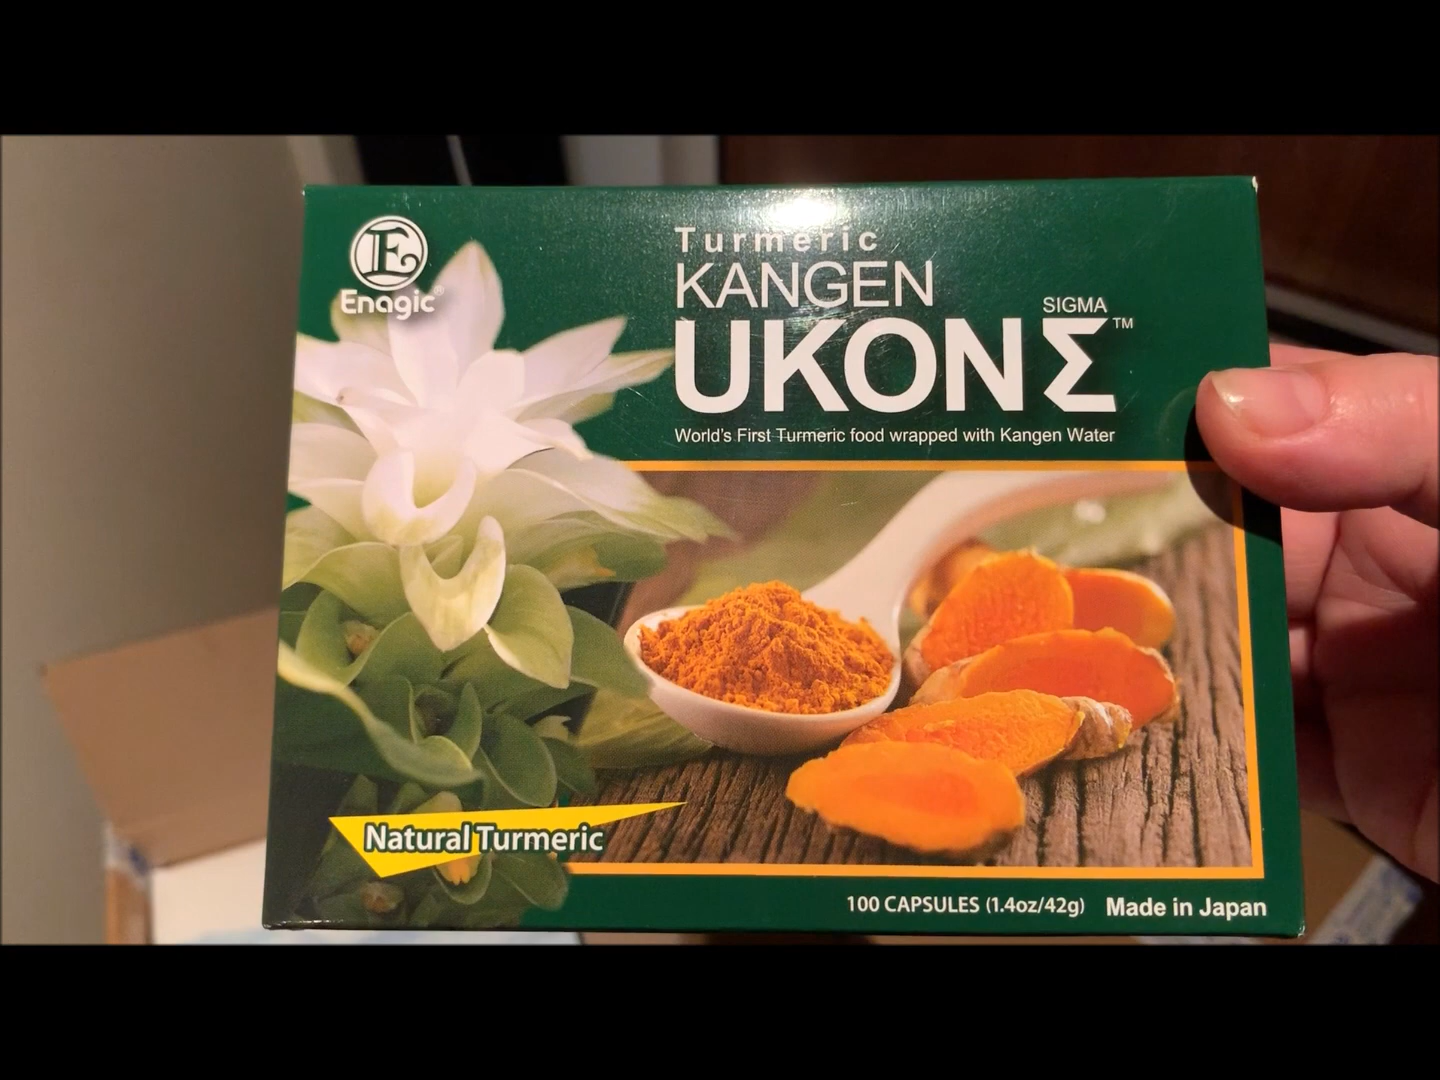 Enagic®
Turmeric
KANGEN
SIGMA
UKON Σ™
World's First Turmeric food wrapped with Kangen Water
Natural Turmeric
100 CAPSULES (1.4oz/42g) Made in Japan